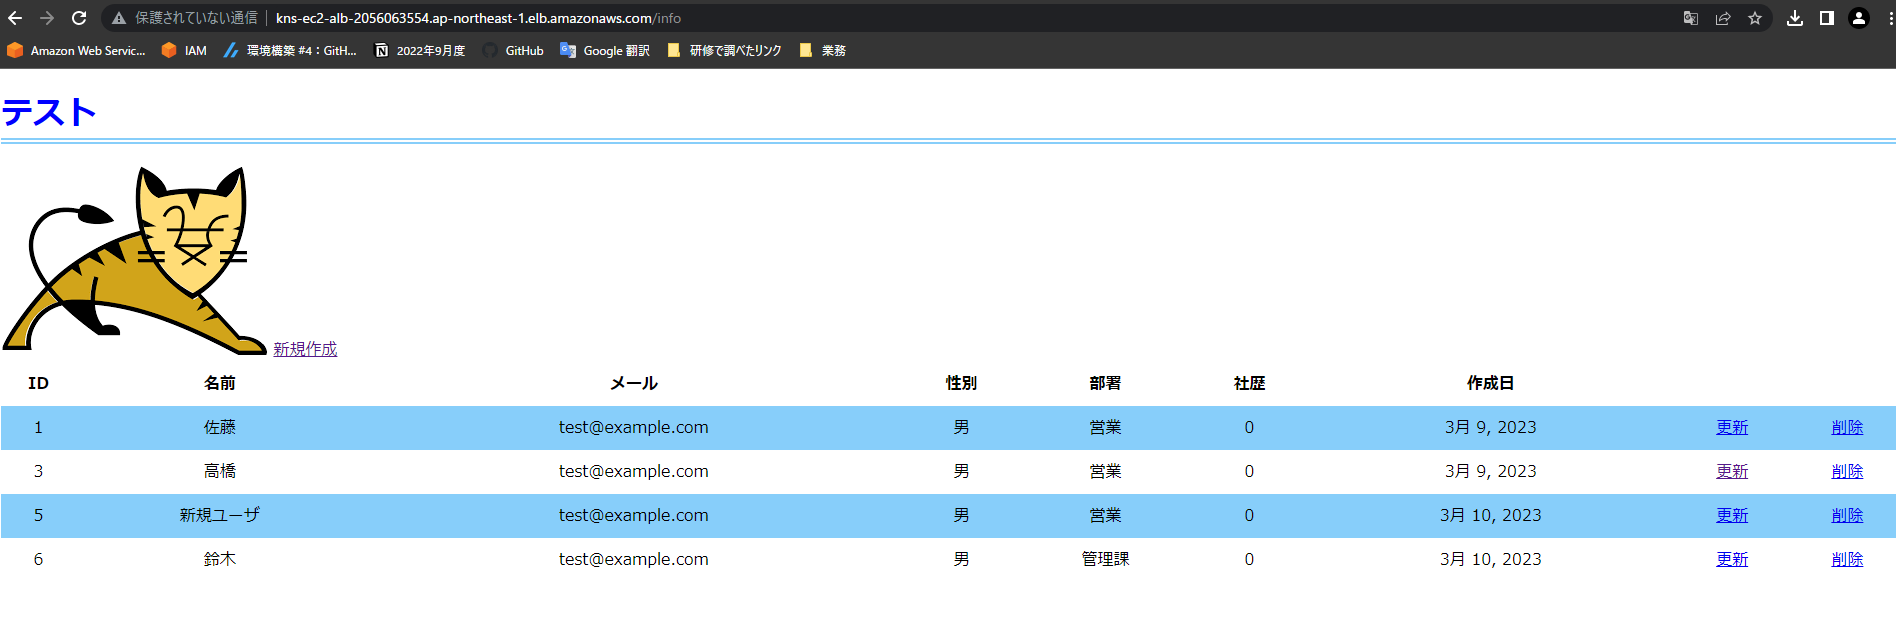 保護されていない通信 | kns-ec2-alb-2056063554.ap-northeast-1.elb.amazonaws.com/info
Amazon Web Servic... IAM 環境構築 #4：GitH... 2022年9月度 GitHub Google 翻訳 研修で調べたリンク 業務
テスト
新規作成
ID 名前 メール 性別 部署 社歴 作成日
1 佐藤 test@example.com 男 営業 0 3月 9, 2023 更新 削除
3 高橋 test@example.com 男 営業 0 3月 9, 2023 更新 削除
5 新規ユーザ test@example.com 男 営業 0 3月 10, 2023 更新 削除
6 鈴木 test@example.com 男 管理課 0 3月 10, 2023 更新 削除